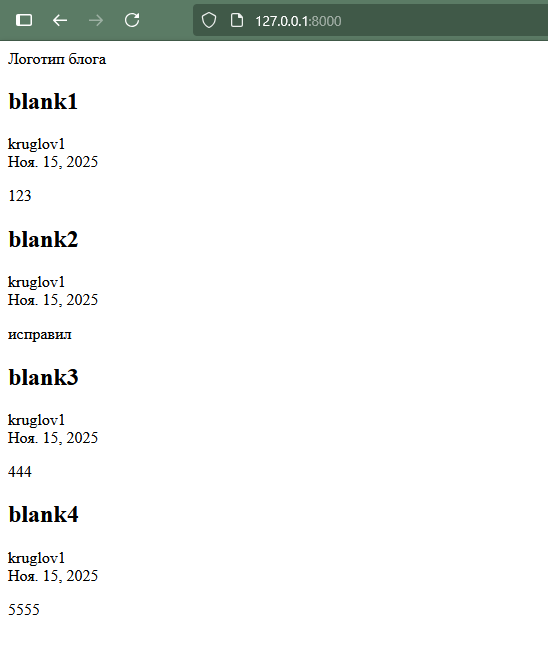 127.0.0.1:8000
Логотип блога
blank1
kruglov1
Ноя. 15, 2025
123
blank2
kruglov1
Ноя. 15, 2025
исправил
blank3
kruglov1
Ноя. 15, 2025
444
blank4
kruglov1
Ноя. 15, 2025
5555